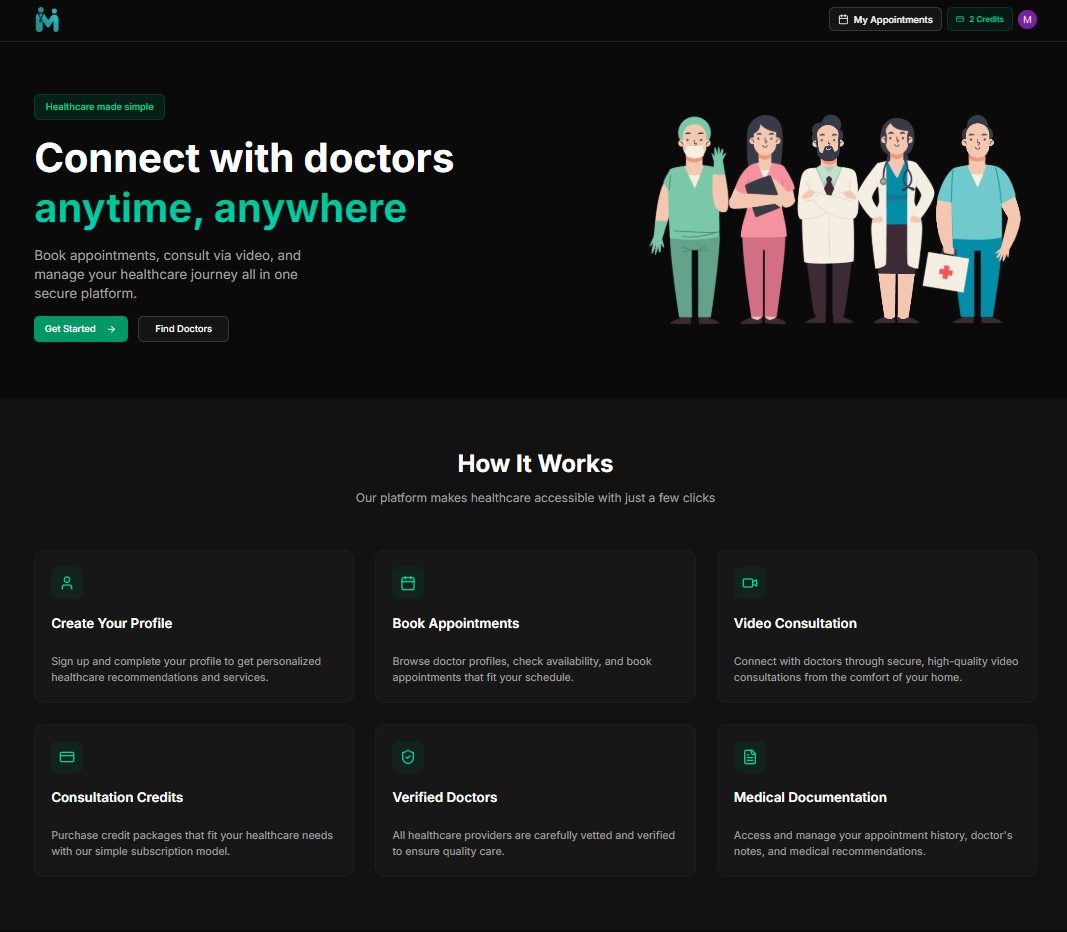 My Appointments
2 Credits
M
Healthcare made simple
Connect with doctors
anytime, anywhere
Book appointments, consult via video, and
manage your healthcare journey all in one
secure platform.
Get Started →
Find Doctors
How It Works
Our platform makes healthcare accessible with just a few clicks
Create Your Profile
Sign up and complete your profile to get personalized
healthcare recommendations and services.
Book Appointments
Browse doctor profiles, check availability, and book
appointments that fit your schedule.
Video Consultation
Connect with doctors through secure, high-quality video
consultations from the comfort of your home.
Consultation Credits
Purchase credit packages that fit your healthcare needs
with our simple subscription model.
Verified Doctors
All healthcare providers are carefully vetted and verified
to ensure quality care.
Medical Documentation
Access and manage your appointment history, doctor's
notes, and medical recommendations.